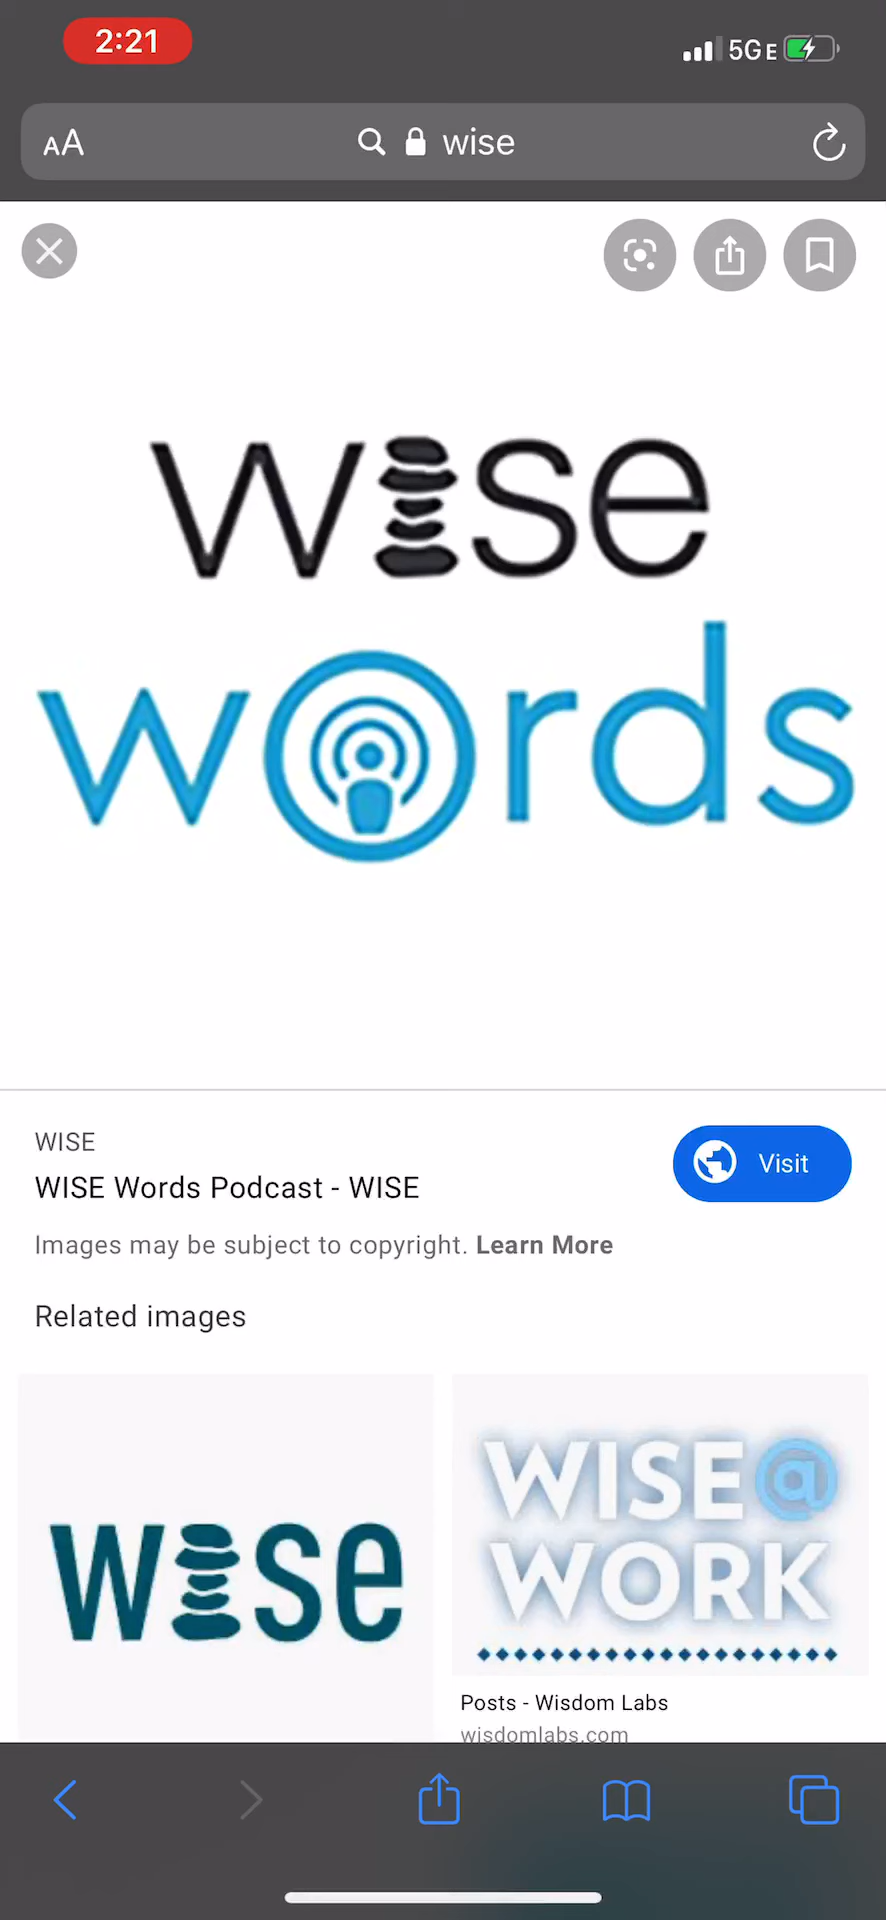 2:21
5GE
AA
wise
wise
words
WISE
WISE Words Podcast - WISE
Visit
Images may be subject to copyright. Learn More
Related images
wise
WISE@
WORK
Posts - Wisdom Labs
wisdomlabs.com